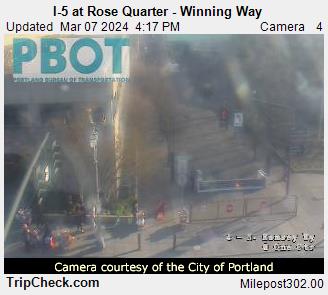 I-5 at Rose Quarter - Winning Way
Updated Mar 07 2024 4:17 PM Camera 4
PBOT
PORTLAND BUREAU OF TRANSPORTATION
Camera courtesy of the City of Portland
TripCheck.com Milepost302.00